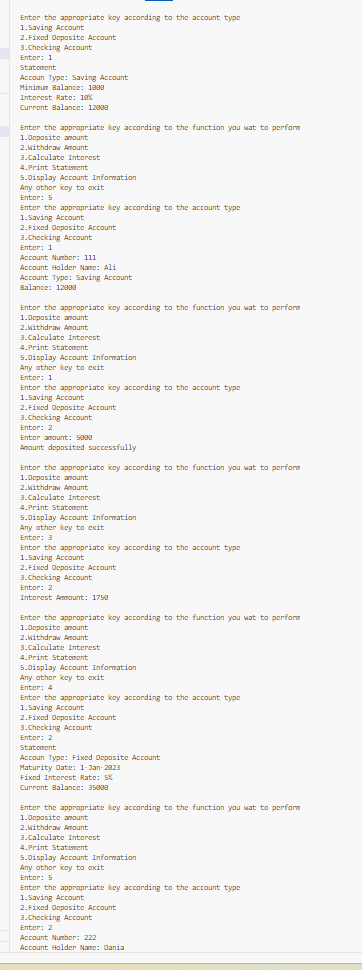 Enter the appropriate key according to the account type
1.Saving Account
2.Fixed Deposite Account
3.Checking Account
Enter: 1
Statement
Accoun Type: Saving Account
Minimum Balance: 1000
Interest Rate: 10%
Current Balance: 12000
Enter the appropriate key according to the function you wat to perform
1.Deposite amount
2.Withdraw Amount
3.Calculate Interest
4.Print Statement
5.Display Account Information
Any other key to exit
Enter: 5
Enter the appropriate key according to the account type
1.Saving Account
2.Fixed Deposite Account
3.Checking Account
Enter: 1
Account Number: 111
Account Holder Name: Ali
Account Type: Saving Account
Balance: 12000
Enter the appropriate key according to the function you wat to perform
1.Deposite amount
2.Withdraw Amount
3.Calculate Interest
4.Print Statement
5.Display Account Information
Any other key to exit
Enter: 1
Enter the appropriate key according to the account type
1.Saving Account
2.Fixed Deposite Account
3.Checking Account
Enter: 2
Enter amount: 5000
Amount deposited successfully
Enter the appropriate key according to the function you wat to perform
1.Deposite amount
2.Withdraw Amount
3.Calculate Interest
4.Print Statement
5.Display Account Information
Any other key to exit
Enter: 3
Enter the appropriate key according to the account type
1.Saving Account
2.Fixed Deposite Account
3.Checking Account
Enter: 2
Interest Ammount: 1750
Enter the appropriate key according to the function you wat to perform
1.Deposite amount
2.Withdraw Amount
3.Calculate Interest
4.Print Statement
5.Display Account Information
Any other key to exit
Enter: 4
Enter the appropriate key according to the account type
1.Saving Account
2.Fixed Deposite Account
3.Checking Account
Enter: 2
Statement
Accoun Type: Fixed Deposite Account
Maturity Date: 1-Jan-2023
Fixed Interest Rate: 5%
Current Balance: 35000
Enter the appropriate key according to the function you wat to perform
1.Deposite amount
2.Withdraw Amount
3.Calculate Interest
4.Print Statement
5.Display Account Information
Any other key to exit
Enter: 5
Enter the appropriate key according to the account type
1.Saving Account
2.Fixed Deposite Account
3.Checking Account
Enter: 2
Account Number: 222
Account Holder Name: Dania